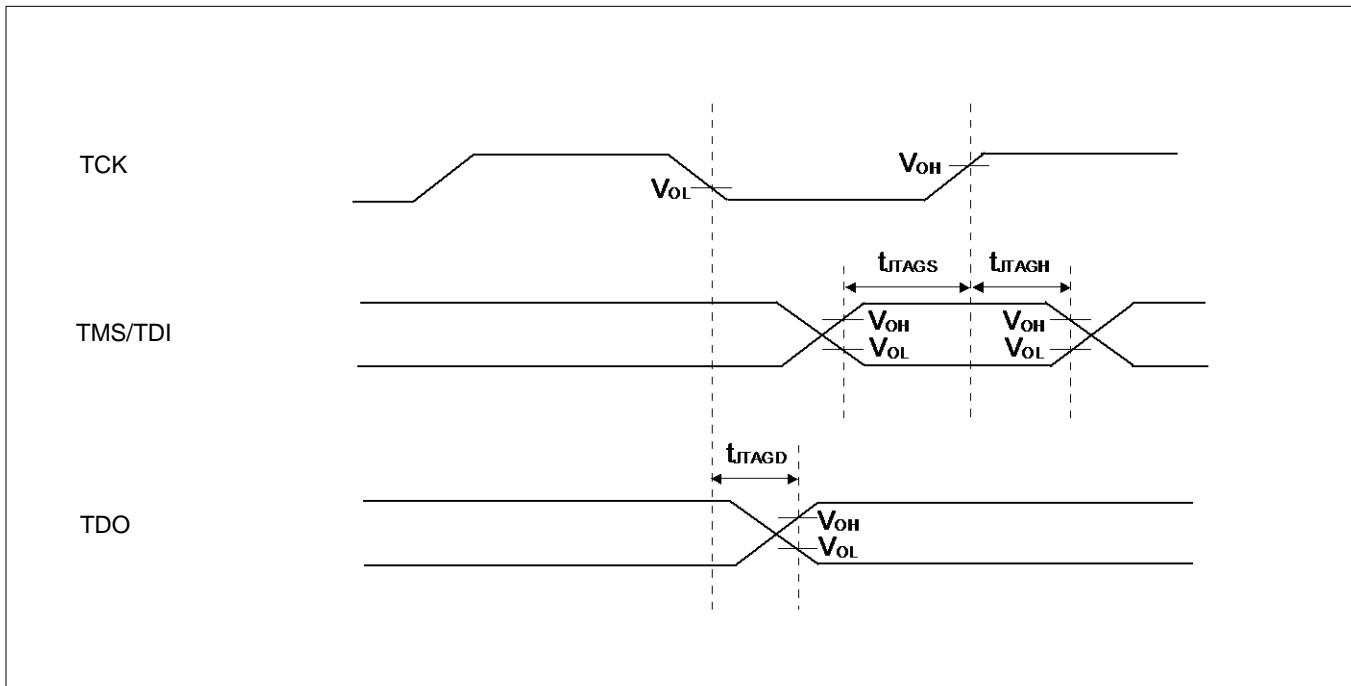 TCK
VOL
VOH
tJTAGS
tJTAGH
TMS/TDI
VOH
VOL
VOH
VOL
tJTAGD
TDO
VOH
VOL